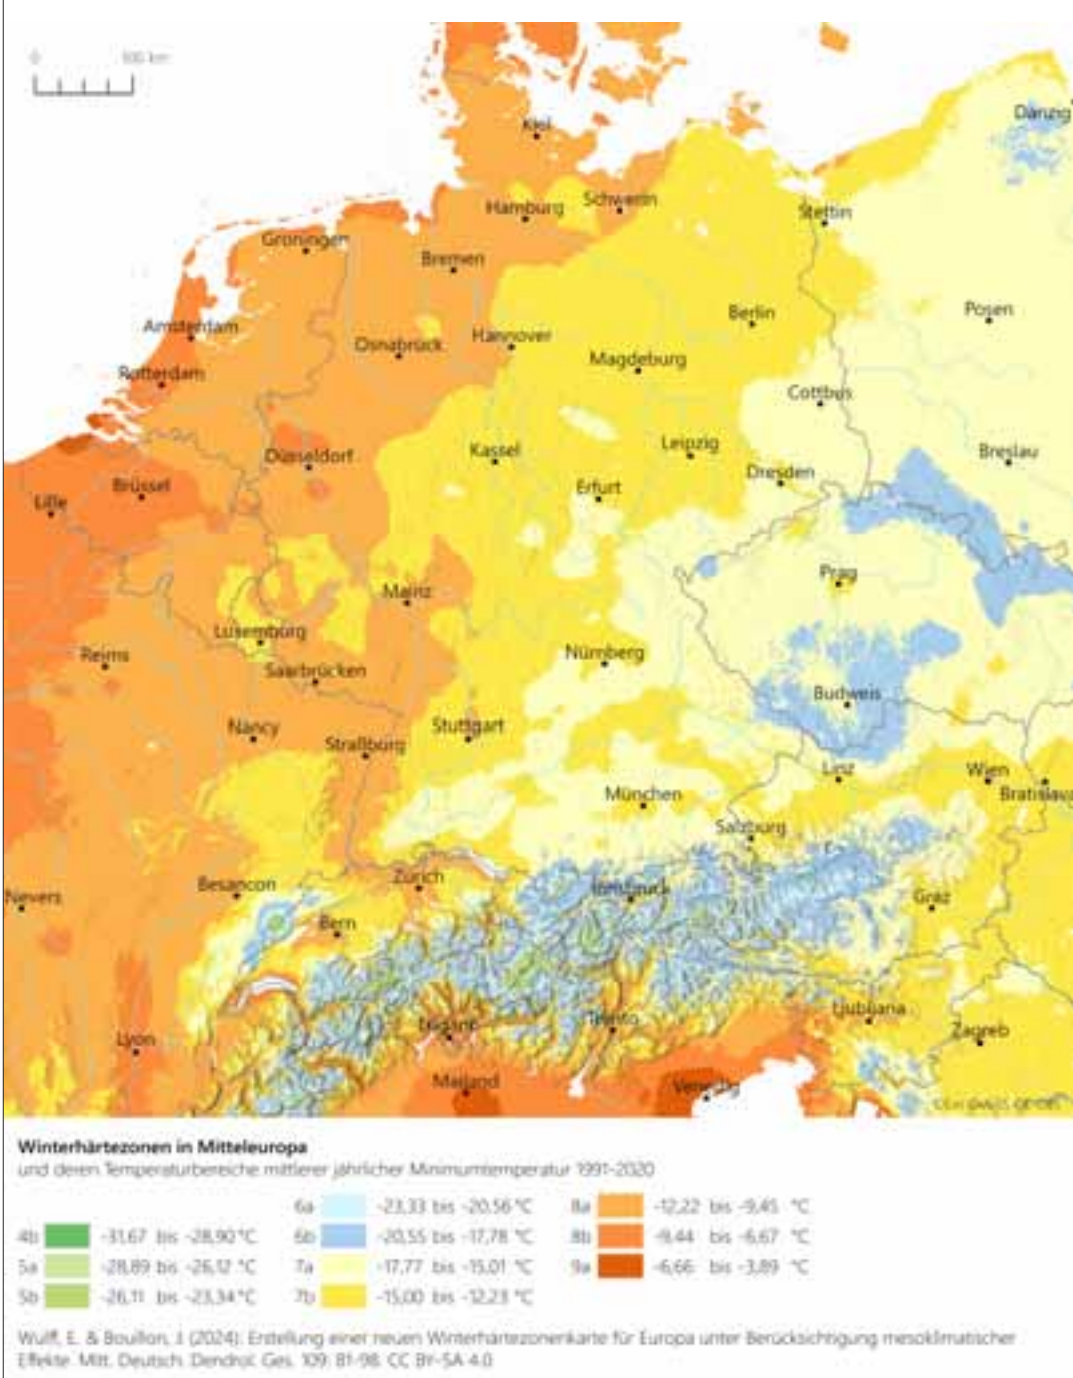 0 100 km
Danzig
Kiel
Schwerin
Hamburg
Stettin
Groningen
Bremen
Posen
Berlin
Amsterdam
Hannover
Osnabrück
Magdeburg
Rotterdam
Cottbus
Leipzig
Kassel
Breslau
Düsseldorf
Dresden
Brüssel
Erfurt
Lille
Prag
Mainz
Luxemburg
Reims
Nürnberg
Saarbrücken
Budweis
Nancy
Stuttgart
Straßburg
Linz
Wien
München
Bratislava
Salzburg
Zürich
Besançon
Innsbruck
Nevers
Graz
Bern
Ljubljana
Trento
Lugano
Zagreb
Lyon
Mailand
Venedig
Winterhärtezonen in Mitteleuropa
und deren Temperaturbereiche mittlerer jährlicher Minimumtemperatur 1991-2020
6a -23,33 bis -20,56 °C 8a -12,22 bis -9,45 °C
4b -31,67 bis -28,90 °C 6b -20,55 bis -17,78 °C 8b -9,44 bis -6,67 °C
5a -28,89 bis -26,12 °C 7a -17,77 bis -15,01 °C 9a -6,66 bis -3,89 °C
5b -26,11 bis -23,34 °C 7b -15,00 bis -12,23 °C
Wulff, E. & Bouillon, J. (2024): Erstellung einer neuen Winterhärtezonenkarte für Europa unter Berücksichtigung mesoklimatischer
Effekte. Mitt. Deutsch. Dendrol. Ges. 109: 81-98. CC BY-SA 4.0